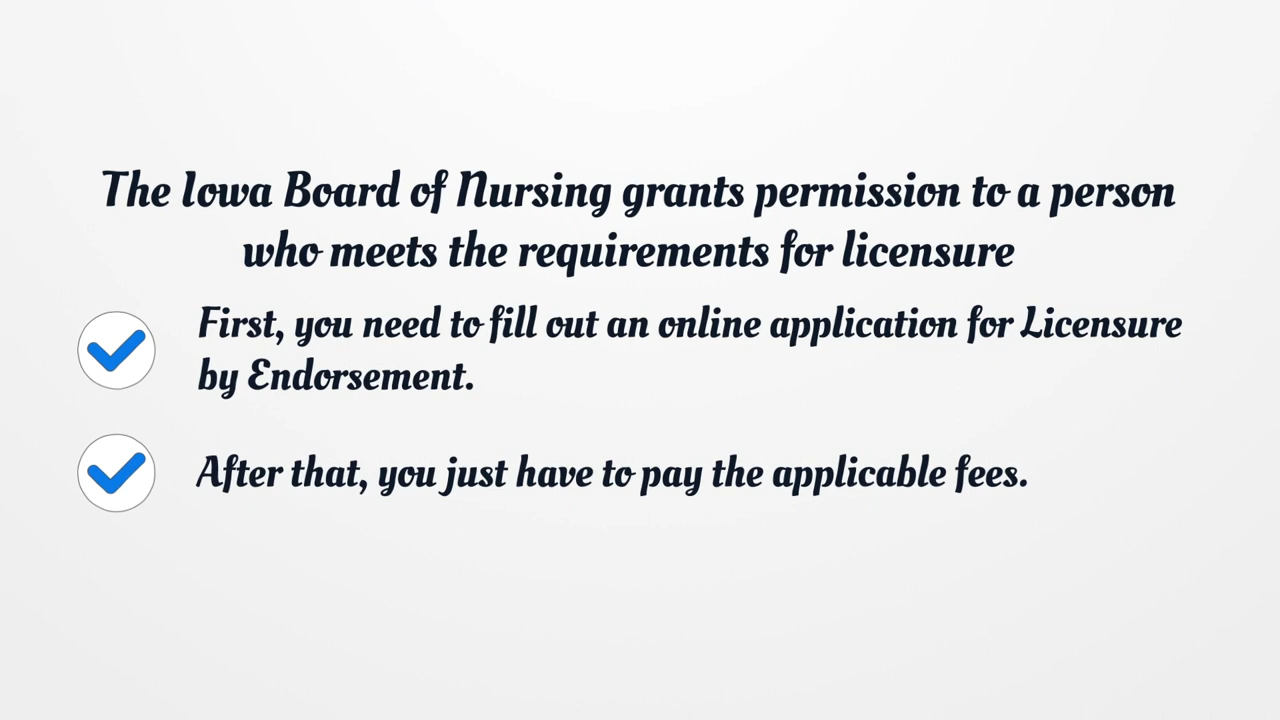 The Iowa Board of Nursing grants permission to a person
who meets the requirements for licensure
First, you need to fill out an online application for Licensure
by Endorsement.
After that, you just have to pay the applicable fees.